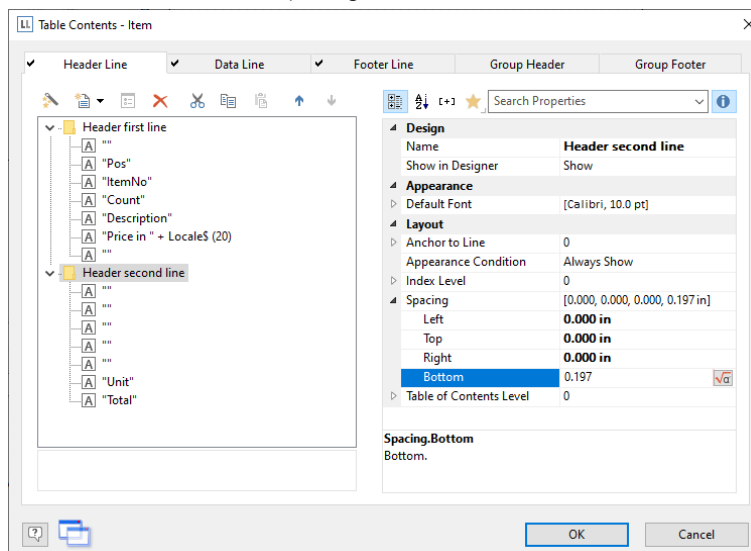 LL Table Contents - Item
Header Line Data Line Footer Line Group Header Group Footer
Search Properties
Header first line
A ""
A "Pos"
A "ItemNo"
A "Count"
A "Description"
A "Price in " + Locale$ (20)
A ""
Header second line
A ""
A ""
A ""
A ""
A ""
A "Unit"
A "Total"
Design
Name Header second line
Show in Designer Show
Appearance
Default Font [Calibri, 10.0 pt]
Layout
Anchor to Line 0
Appearance Condition Always Show
Index Level 0
Spacing [0.000, 0.000, 0.000, 0.197 in]
Left 0.000 in
Top 0.000 in
Right 0.000 in
Bottom 0.197 √α
Table of Contents Level 0
Spacing.Bottom
Bottom.
OK Cancel